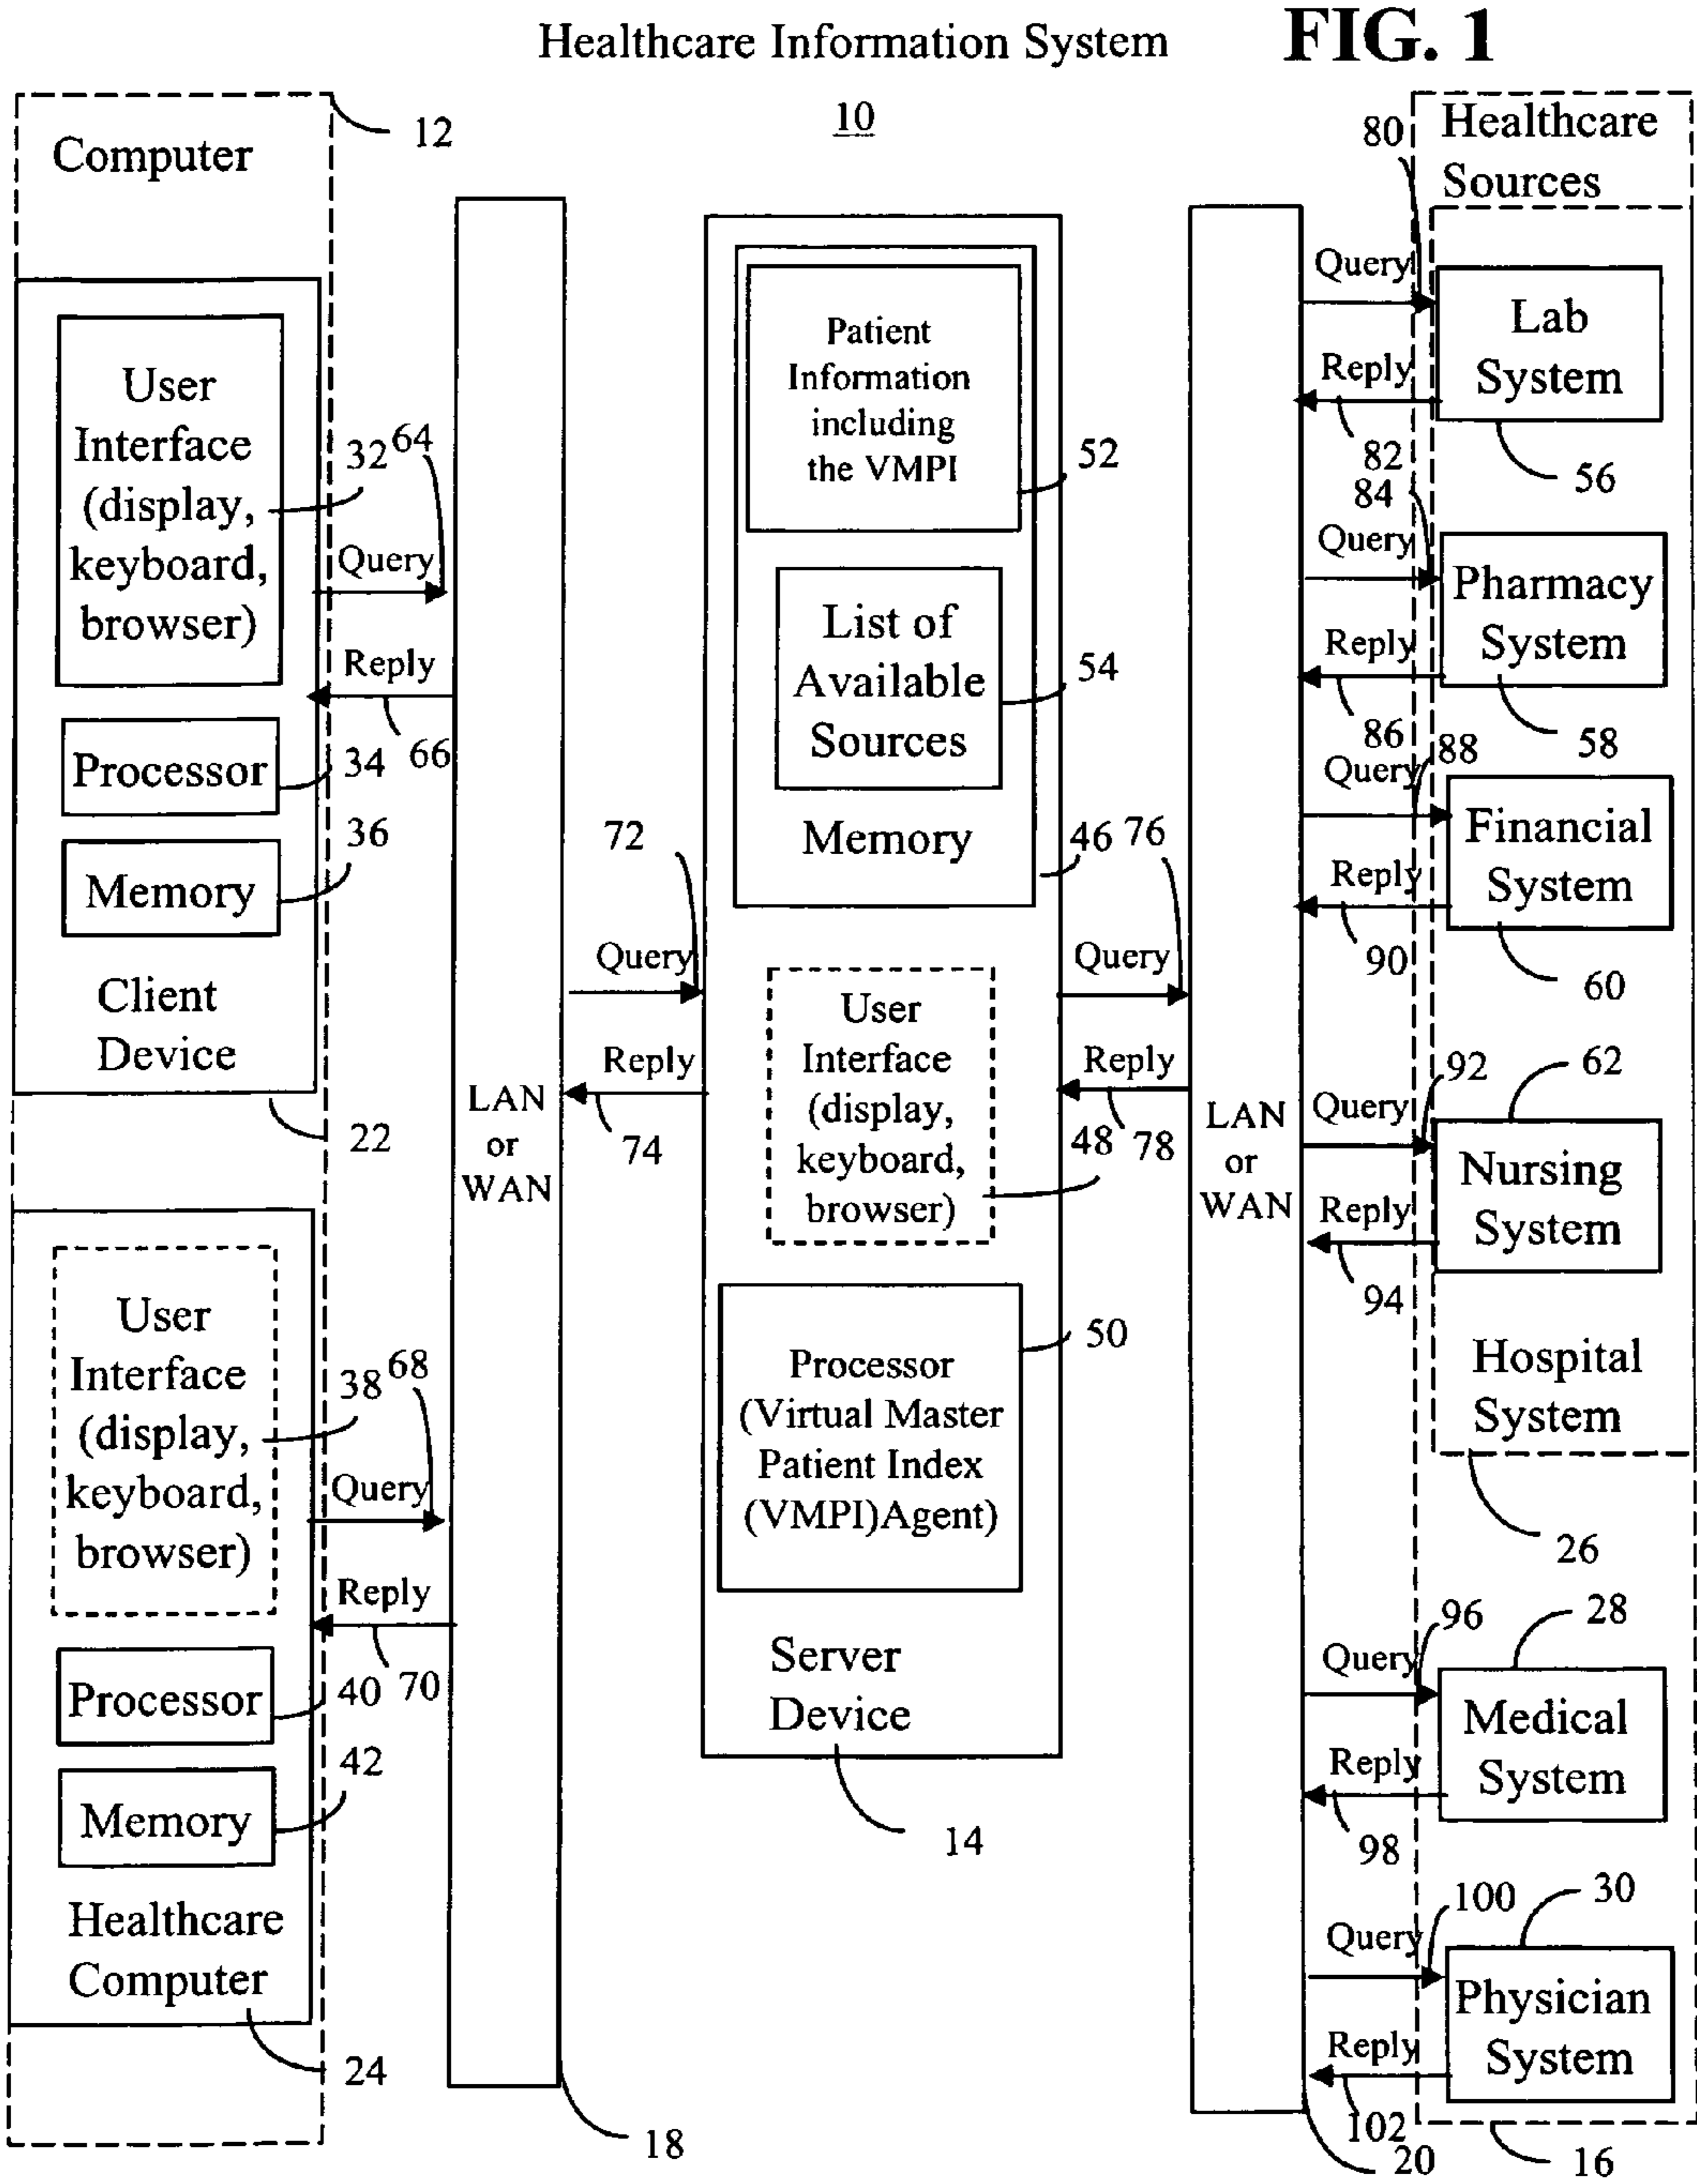 Healthcare Information System
FIG. 1
10
Computer
12
User
Interface
(display,
keyboard,
browser)
32
64
Query
Reply
66
Processor
34
Memory
36
Client
Device
22
User
Interface
(display,
keyboard,
browser)
38
68
Query
Reply
70
Processor
40
Memory
42
Healthcare
Computer
24
LAN
or
WAN
18
72
Query
Reply
74
Patient
Information
including
the VMPI
52
List of
Available
Sources
54
Memory
46
User
Interface
(display,
keyboard,
browser)
48
Processor
(Virtual Master
Patient Index
(VMPI)Agent)
50
Server
Device
14
76
Query
Reply
78
LAN
or
WAN
20
Healthcare
Sources
80
Query
Lab
System
Reply
82
56
84
Query
Pharmacy
System
Reply
86
58
88
Query
Financial
System
Reply
90
60
92
62
Query
Nursing
System
Reply
94
Hospital
System
26
96
28
Query
Medical
System
Reply
98
100
30
Query
Physician
System
Reply
102
16